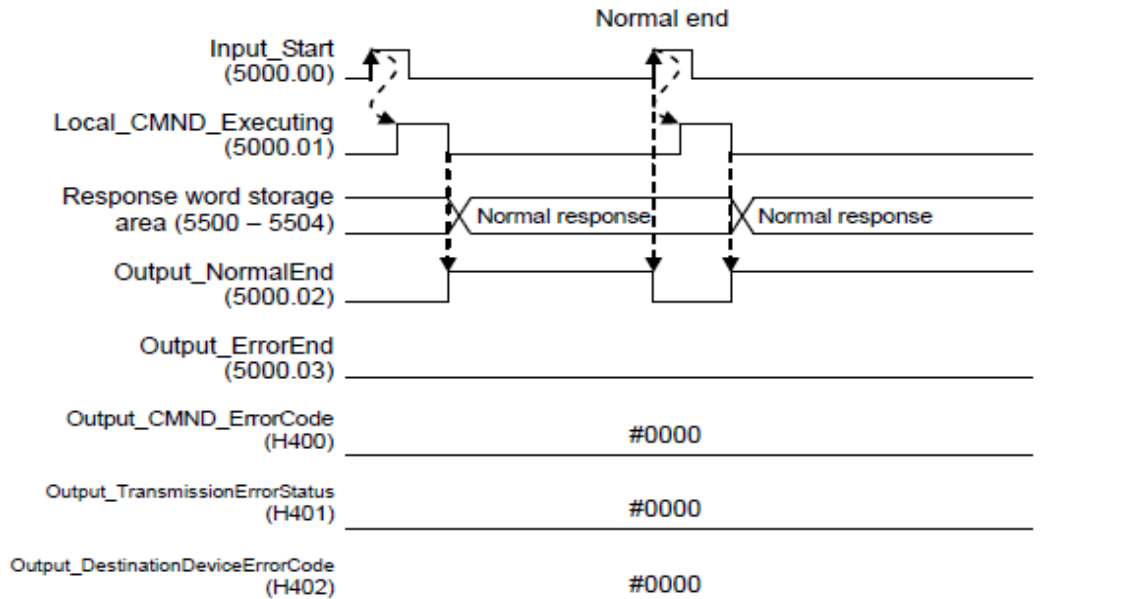 Normal end
Input_Start
(5000.00)
Local_CMND_Executing
(5000.01)
Response word storage
area (5500 – 5504)
Normal response
Normal response
Output_NormalEnd
(5000.02)
Output_ErrorEnd
(5000.03)
Output_CMND_ErrorCode
(H400)
#0000
Output_TransmissionErrorStatus
(H401)
#0000
Output_DestinationDeviceErrorCode
(H402)
#0000